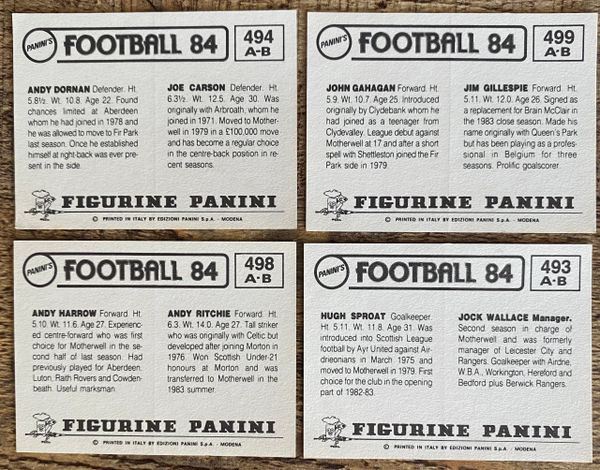 PANINI'S
FOOTBALL 84
494
A-B
ANDY DORNAN Defender. Ht.
5.8½. Wt. 10.8. Age 22. Found
chances limited at Aberdeen
whom he had joined in 1978 and
he was allowed to move to Fir Park
last season. Once he established
himself at right-back was ever pre-
sent in the side.
JOE CARSON Defender. Ht.
6.3½. Wt. 12.5. Age 30. Was
originally with Arbroath, whom he
joined in 1971. Moved to Mother-
well in 1979 in a £100,000 move
and has become a regular choice
in the centre-back position in re-
cent seasons.
FIGURINE PANINI
© PRINTED IN ITALY BY EDIZIONI PANINI S.p.A. - MODENA
PANINI'S
FOOTBALL 84
499
A-B
JOHN GAHAGAN Forward. Ht.
5.9. Wt. 10.7. Age 25. Introduced
originally by Clydebank whom he
had joined as a teenager from
Clydevalley. League debut against
Motherwell at 17 and after a short
spell with Shettleston joined the Fir
Park side in 1979.
JIM GILLESPIE Forward. Ht.
5.11. Wt. 12.0. Age 26. Signed as
a replacement for Brain McClair in
the 1983 close season. Made his
name originally with Queen's Park
but has been playing as a profes-
sional in Belgium for three
seasons. Prolific goalscorer.
FIGURINE PANINI
© PRINTED IN ITALY BY EDIZIONI PANINI S.p.A. - MODENA
PANINI'S
FOOTBALL 84
498
A-B
ANDY HARROW Forward. Ht.
5.10. Wt. 11.6. Age 27. Experienc-
ed centre-forward who was first
choice for Motherwell in the se-
cond half of last season. Had
previously played for Aberdeen,
Luton, Raith Rovers and Cowden-
beath. Useful marksman.
ANDY RITCHIE Forward. Ht.
6.3. Wt. 14.0. Age 27. Tall striker
who was originally with Celtic but
developed after joining Morton in
1976. Won Scottish Under-21
honours at Morton and was
transferred to Motherwell in the
1983 summer.
FIGURINE PANINI
© PRINTED IN ITALY BY EDIZIONI PANINI S.p.A. - MODENA
PANINI'S
FOOTBALL 84
493
A-B
HUGH SPROAT Goalkeeper.
Ht. 5.11. Wt. 11.8. Age 31. Was
introduced into Scottish League
football by Ayr United against Air-
drieonians in March 1975 and
moved to Motherwell in 1979. First
choice for the club in the opening
part of 1982-83.
JOCK WALLACE Manager.
Second season in charge of
Motherwell and was formerly
manager of Leicester City and
Rangers. Goalkeeper with Airdrie,
W.B.A., Workington, Hereford and
Bedford plus Berwick Rangers.
FIGURINE PANINI
© PRINTED IN ITALY BY EDIZIONI PANINI S.p.A. - MODENA